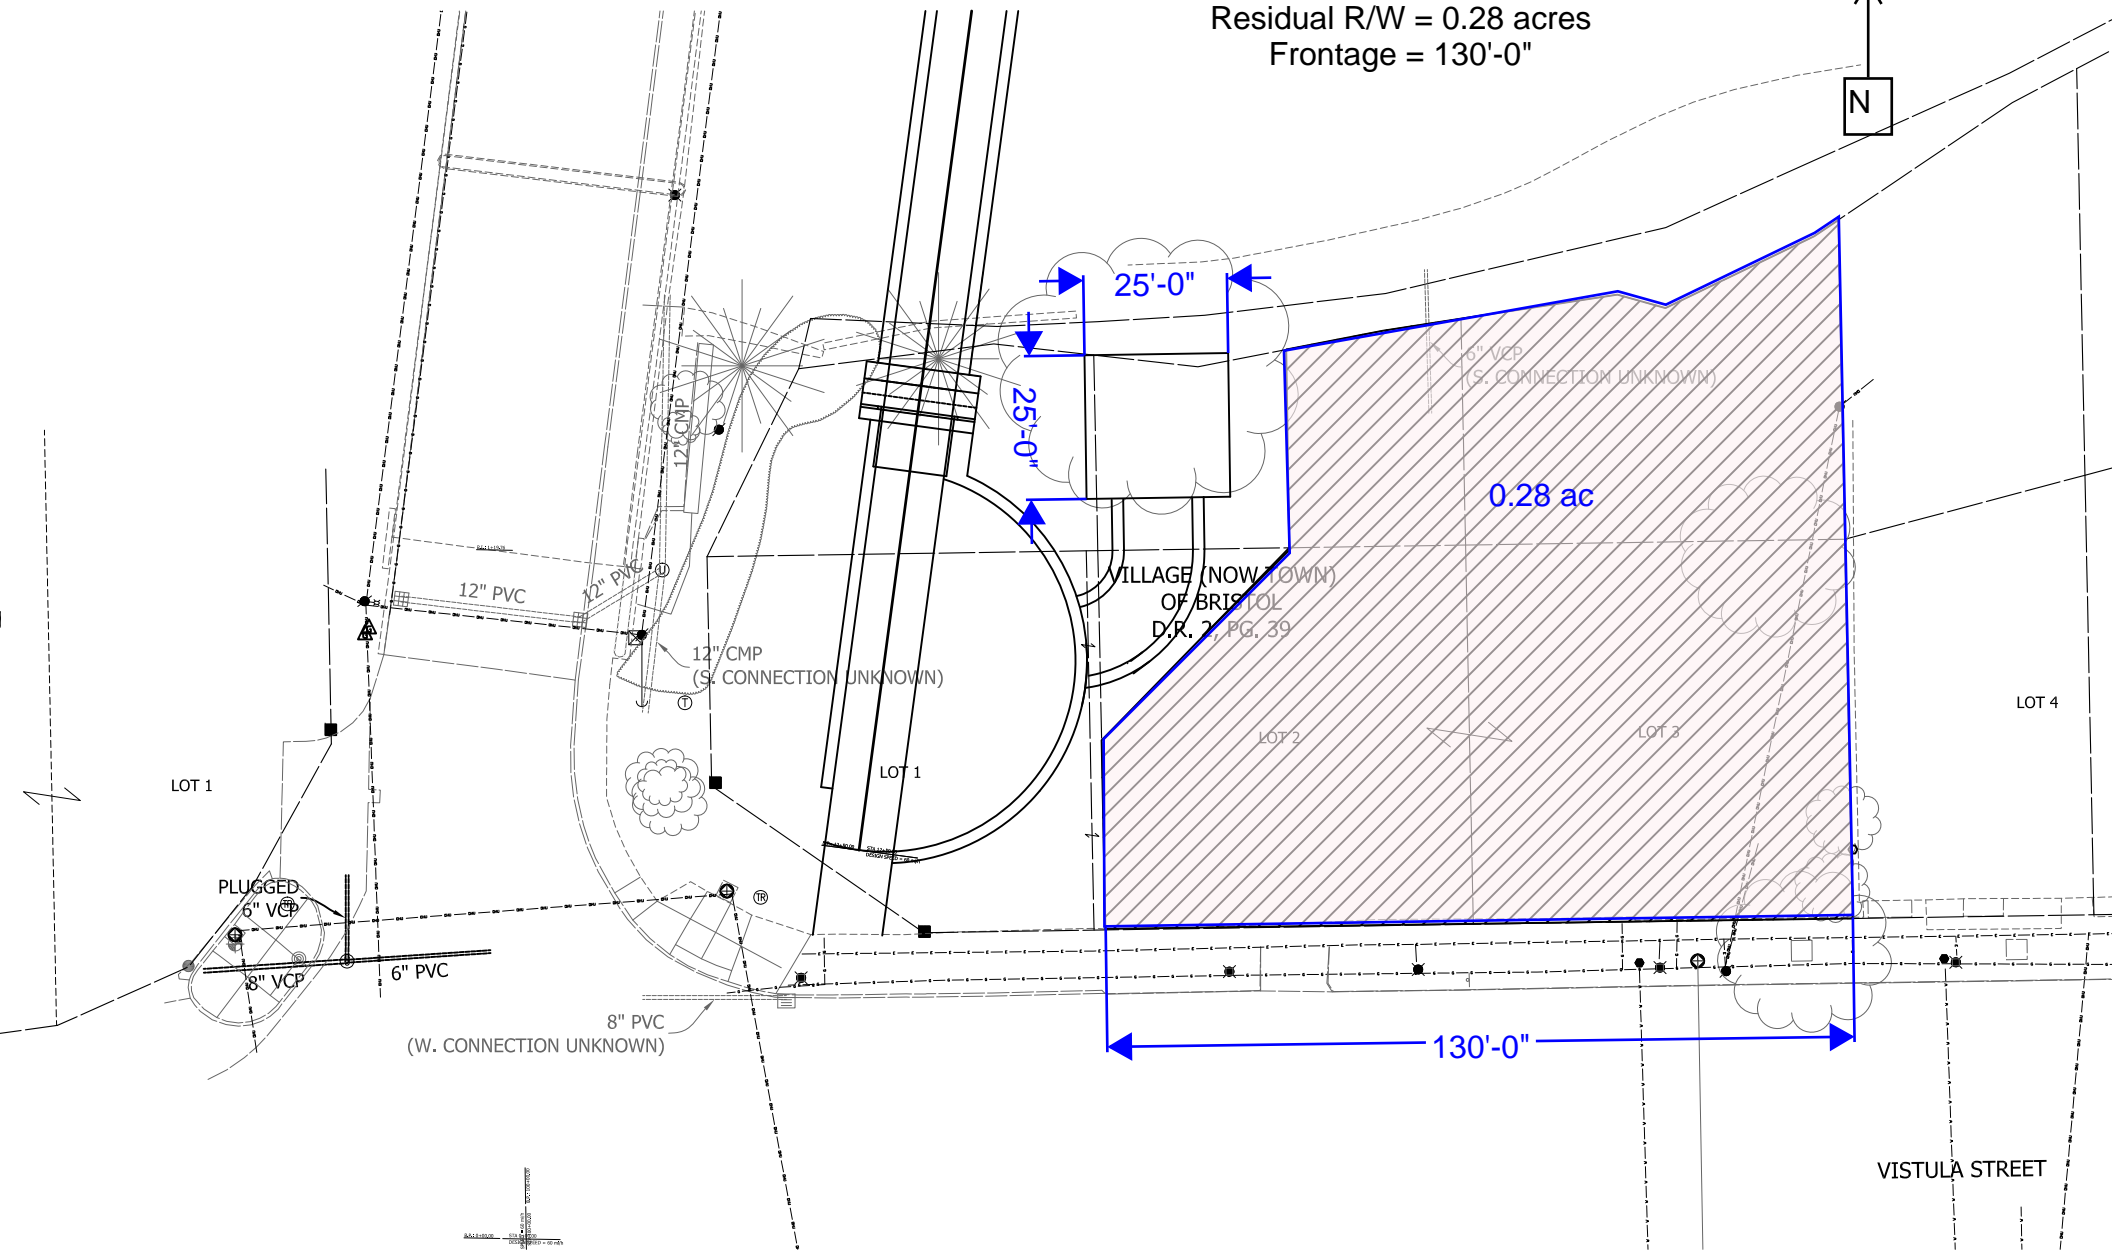 Residual R/W = 0.28 acres
Frontage = 130'-0"
N
25'-0"
25'-0"
6" VCP
(S. CONNECTION UNKNOWN)
12" CMP
0.28 ac
12" PVC
12" PVC
U
VILLAGE (NOW TOWN)
OF BRISTOL
D.R. 2, PG. 39
12" CMP
(S. CONNECTION UNKNOWN)
T
LOT 4
LOT 2
LOT 3
LOT 1
LOT 1
PLUGGED
6" VCP
TR
8" VCP
6" PVC
8" PVC
(W. CONNECTION UNKNOWN)
130'-0"
VISTULA STREET